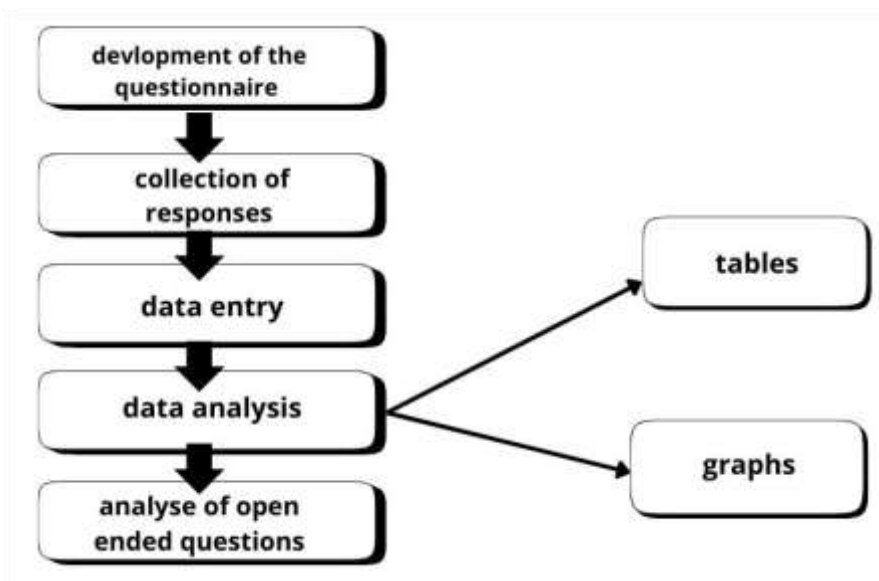 devlopment of the
questionnaire
collection of
responses
data entry
data analysis
analyse of open
ended questions
tables
graphs